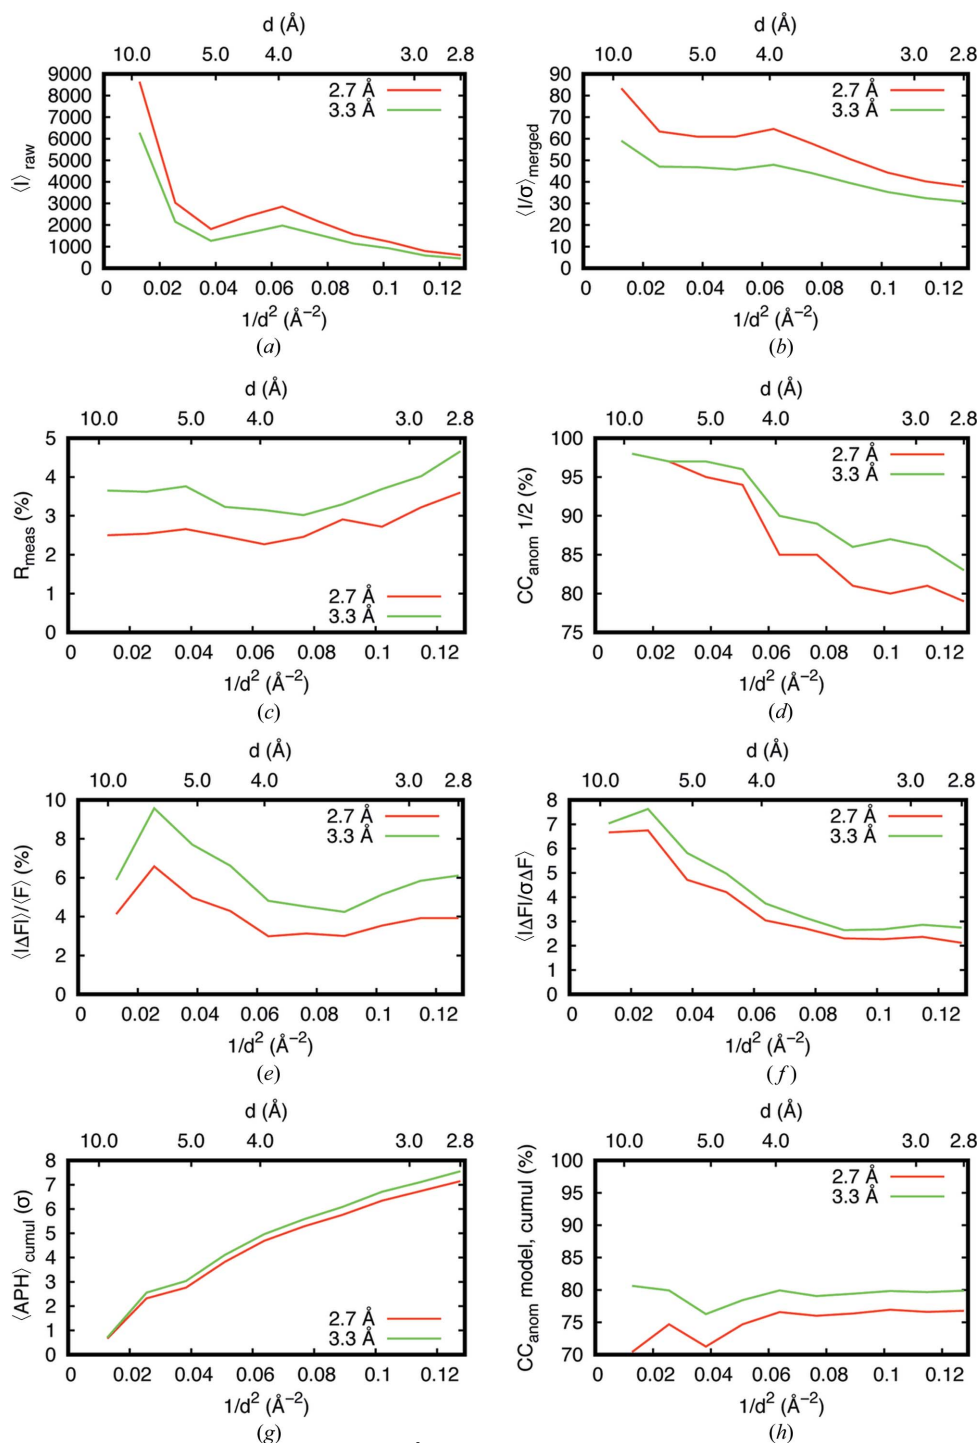 d (Å)
10.0 5.0 4.0 3.0 2.8
9000
8000
7000
6000
5000
4000
3000
2000
1000
0
⟨I⟩raw
2.7 Å
3.3 Å
0 0.02 0.04 0.06 0.08 0.1 0.12
1/d² (Å⁻²)
(a)
d (Å)
10.0 5.0 4.0 3.0 2.8
90
80
70
60
50
40
30
20
10
0
⟨I/σ⟩merged
2.7 Å
3.3 Å
0 0.02 0.04 0.06 0.08 0.1 0.12
1/d² (Å⁻²)
(b)
d (Å)
10.0 5.0 4.0 3.0 2.8
5
4
3
2
1
0
Rmeas (%)
2.7 Å
3.3 Å
0 0.02 0.04 0.06 0.08 0.1 0.12
1/d² (Å⁻²)
(c)
d (Å)
10.0 5.0 4.0 3.0 2.8
100
95
90
85
80
75
CCanom 1/2 (%)
2.7 Å
3.3 Å
0 0.02 0.04 0.06 0.08 0.1 0.12
1/d² (Å⁻²)
(d)
d (Å)
10.0 5.0 4.0 3.0 2.8
10
8
6
4
2
0
⟨|ΔF|⟩/⟨F⟩ (%)
2.7 Å
3.3 Å
0 0.02 0.04 0.06 0.08 0.1 0.12
1/d² (Å⁻²)
(e)
d (Å)
10.0 5.0 4.0 3.0 2.8
8
7
6
5
4
3
2
1
0
⟨|ΔF|/σΔF⟩
2.7 Å
3.3 Å
0 0.02 0.04 0.06 0.08 0.1 0.12
1/d² (Å⁻²)
(f)
d (Å)
10.0 5.0 4.0 3.0 2.8
8
7
6
5
4
3
2
1
0
⟨APH⟩cumul (σ)
2.7 Å
3.3 Å
0 0.02 0.04 0.06 0.08 0.1 0.12
1/d² (Å⁻²)
(g)
d (Å)
10.0 5.0 4.0 3.0 2.8
100
95
90
85
80
75
70
CCanom model, cumul (%)
2.7 Å
3.3 Å
0 0.02 0.04 0.06 0.08 0.1 0.12
1/d² (Å⁻²)
(h)